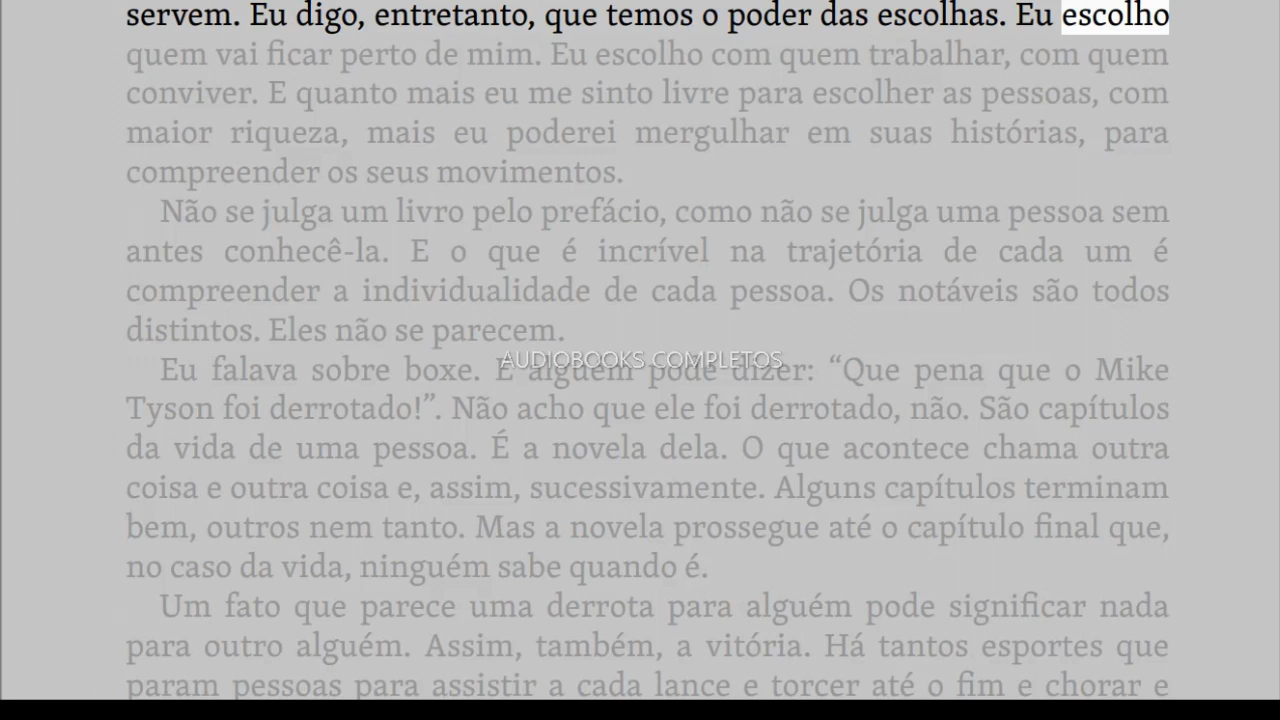 servem. Eu digo, entretanto, que temos o poder das escolhas. Eu escolho
quem vai ficar perto de mim. Eu escolho com quem trabalhar, com quem
conviver. E quanto mais eu me sinto livre para escolher as pessoas, com
maior riqueza, mais eu poderei mergulhar em suas histórias, para
compreender os seus movimentos.
Não se julga um livro pelo prefácio, como não se julga uma pessoa sem
antes conhecê-la. E o que é incrível na trajetória de cada um é
compreender a individualidade de cada pessoa. Os notáveis são todos
distintos. Eles não se parecem.
AUDIOBOOKS COMPLETOS
Eu falava sobre boxe. E alguém pode dizer: “Que pena que o Mike
Tyson foi derrotado!”. Não acho que ele foi derrotado, não. São capítulos
da vida de uma pessoa. É a novela dela. O que acontece chama outra
coisa e outra coisa e, assim, sucessivamente. Alguns capítulos terminam
bem, outros nem tanto. Mas a novela prossegue até o capítulo final que,
no caso da vida, ninguém sabe quando é.
Um fato que parece uma derrota para alguém pode significar nada
para outro alguém. Assim, também, a vitória. Há tantos esportes que
param pessoas para assistir a cada lance e torcer até o fim e chorar e